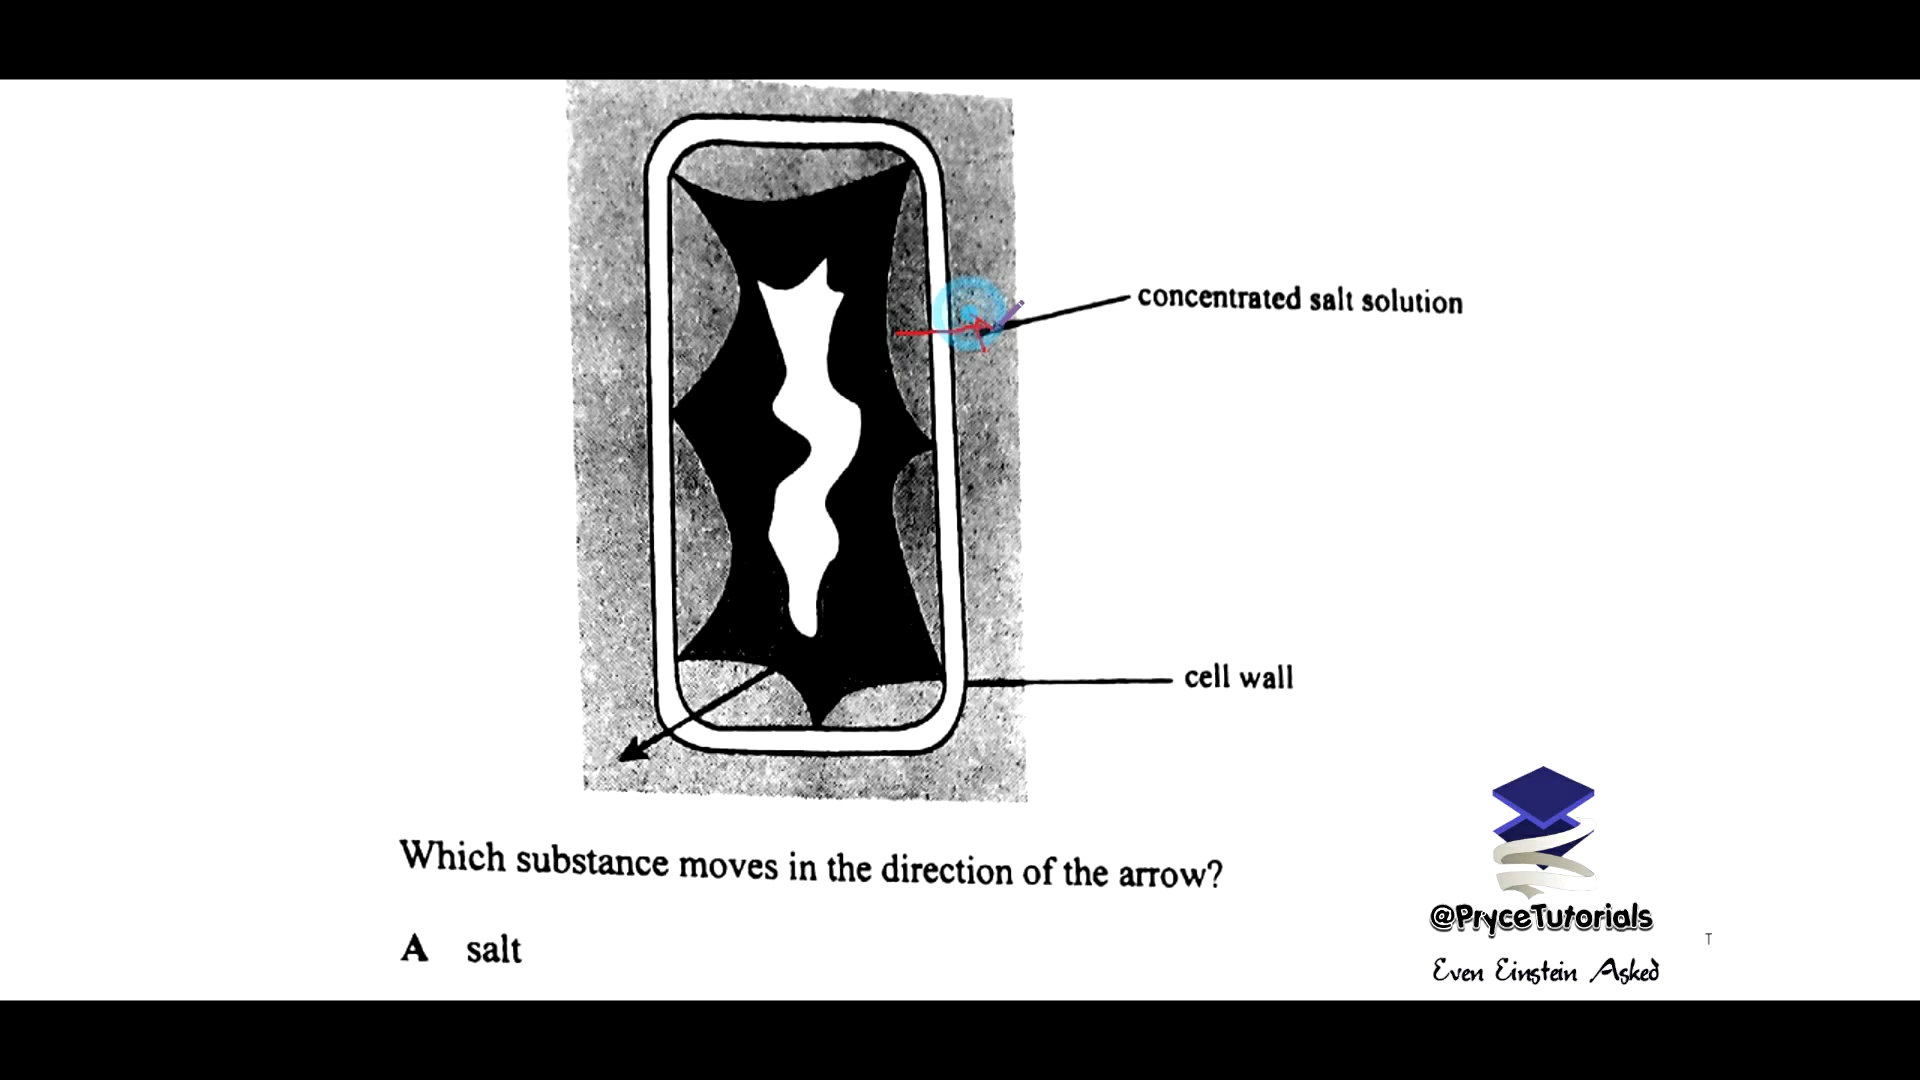 concentrated salt solution
cell wall
Which substance moves in the direction of the arrow?
A salt
@PryceTutorials
Even Einstein Asked
T